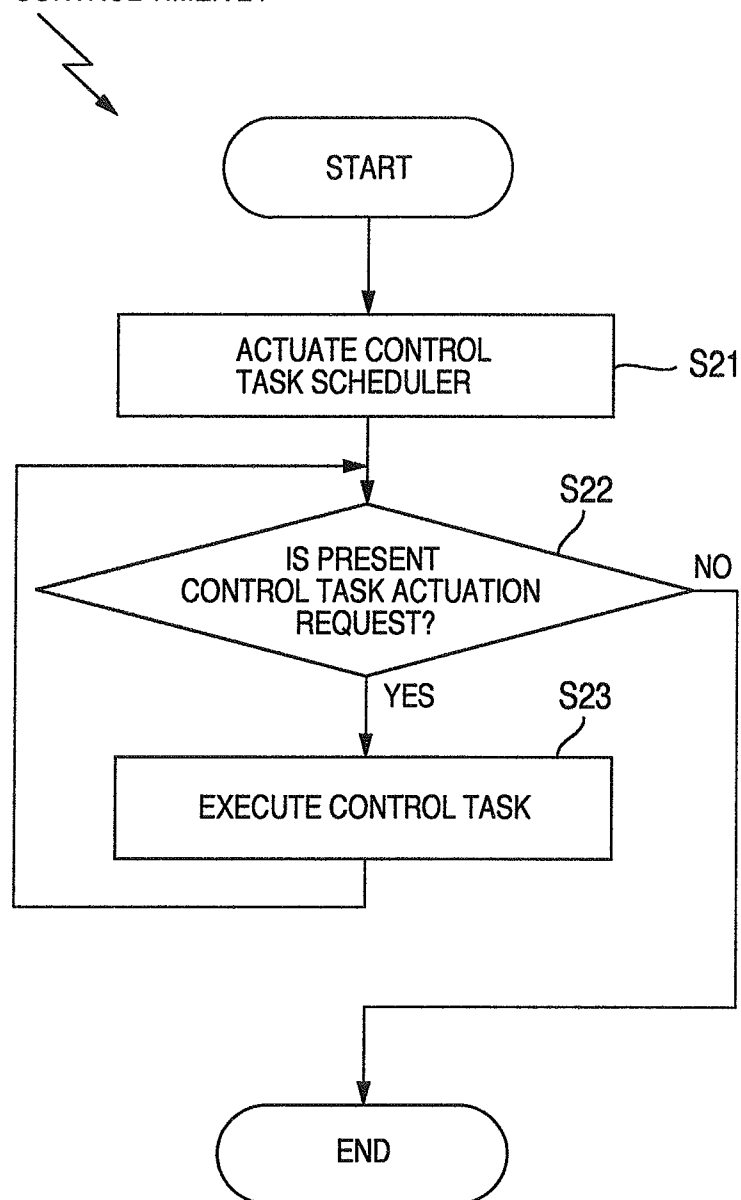 START
ACTUATE CONTROL
TASK SCHEDULER
S21
S22
IS PRESENT
CONTROL TASK ACTUATION
REQUEST?
NO
YES
S23
EXECUTE CONTROL TASK
END